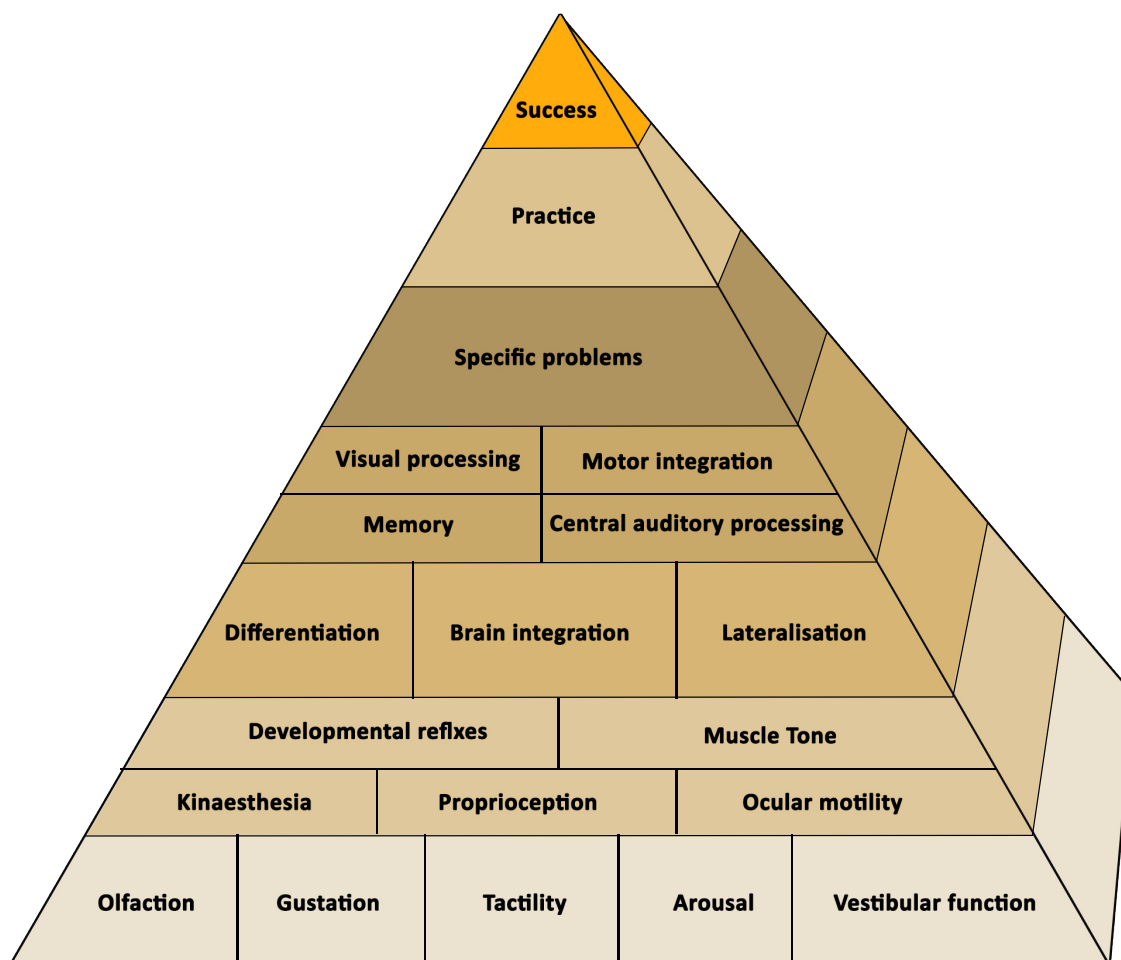 Success
Practice
Specific problems
Visual processing
Motor integration
Memory
Central auditory processing
Differentiation
Brain integration
Lateralisation
Developmental reflxes
Muscle Tone
Kinaesthesia
Proprioception
Ocular motility
Olfaction
Gustation
Tactility
Arousal
Vestibular function